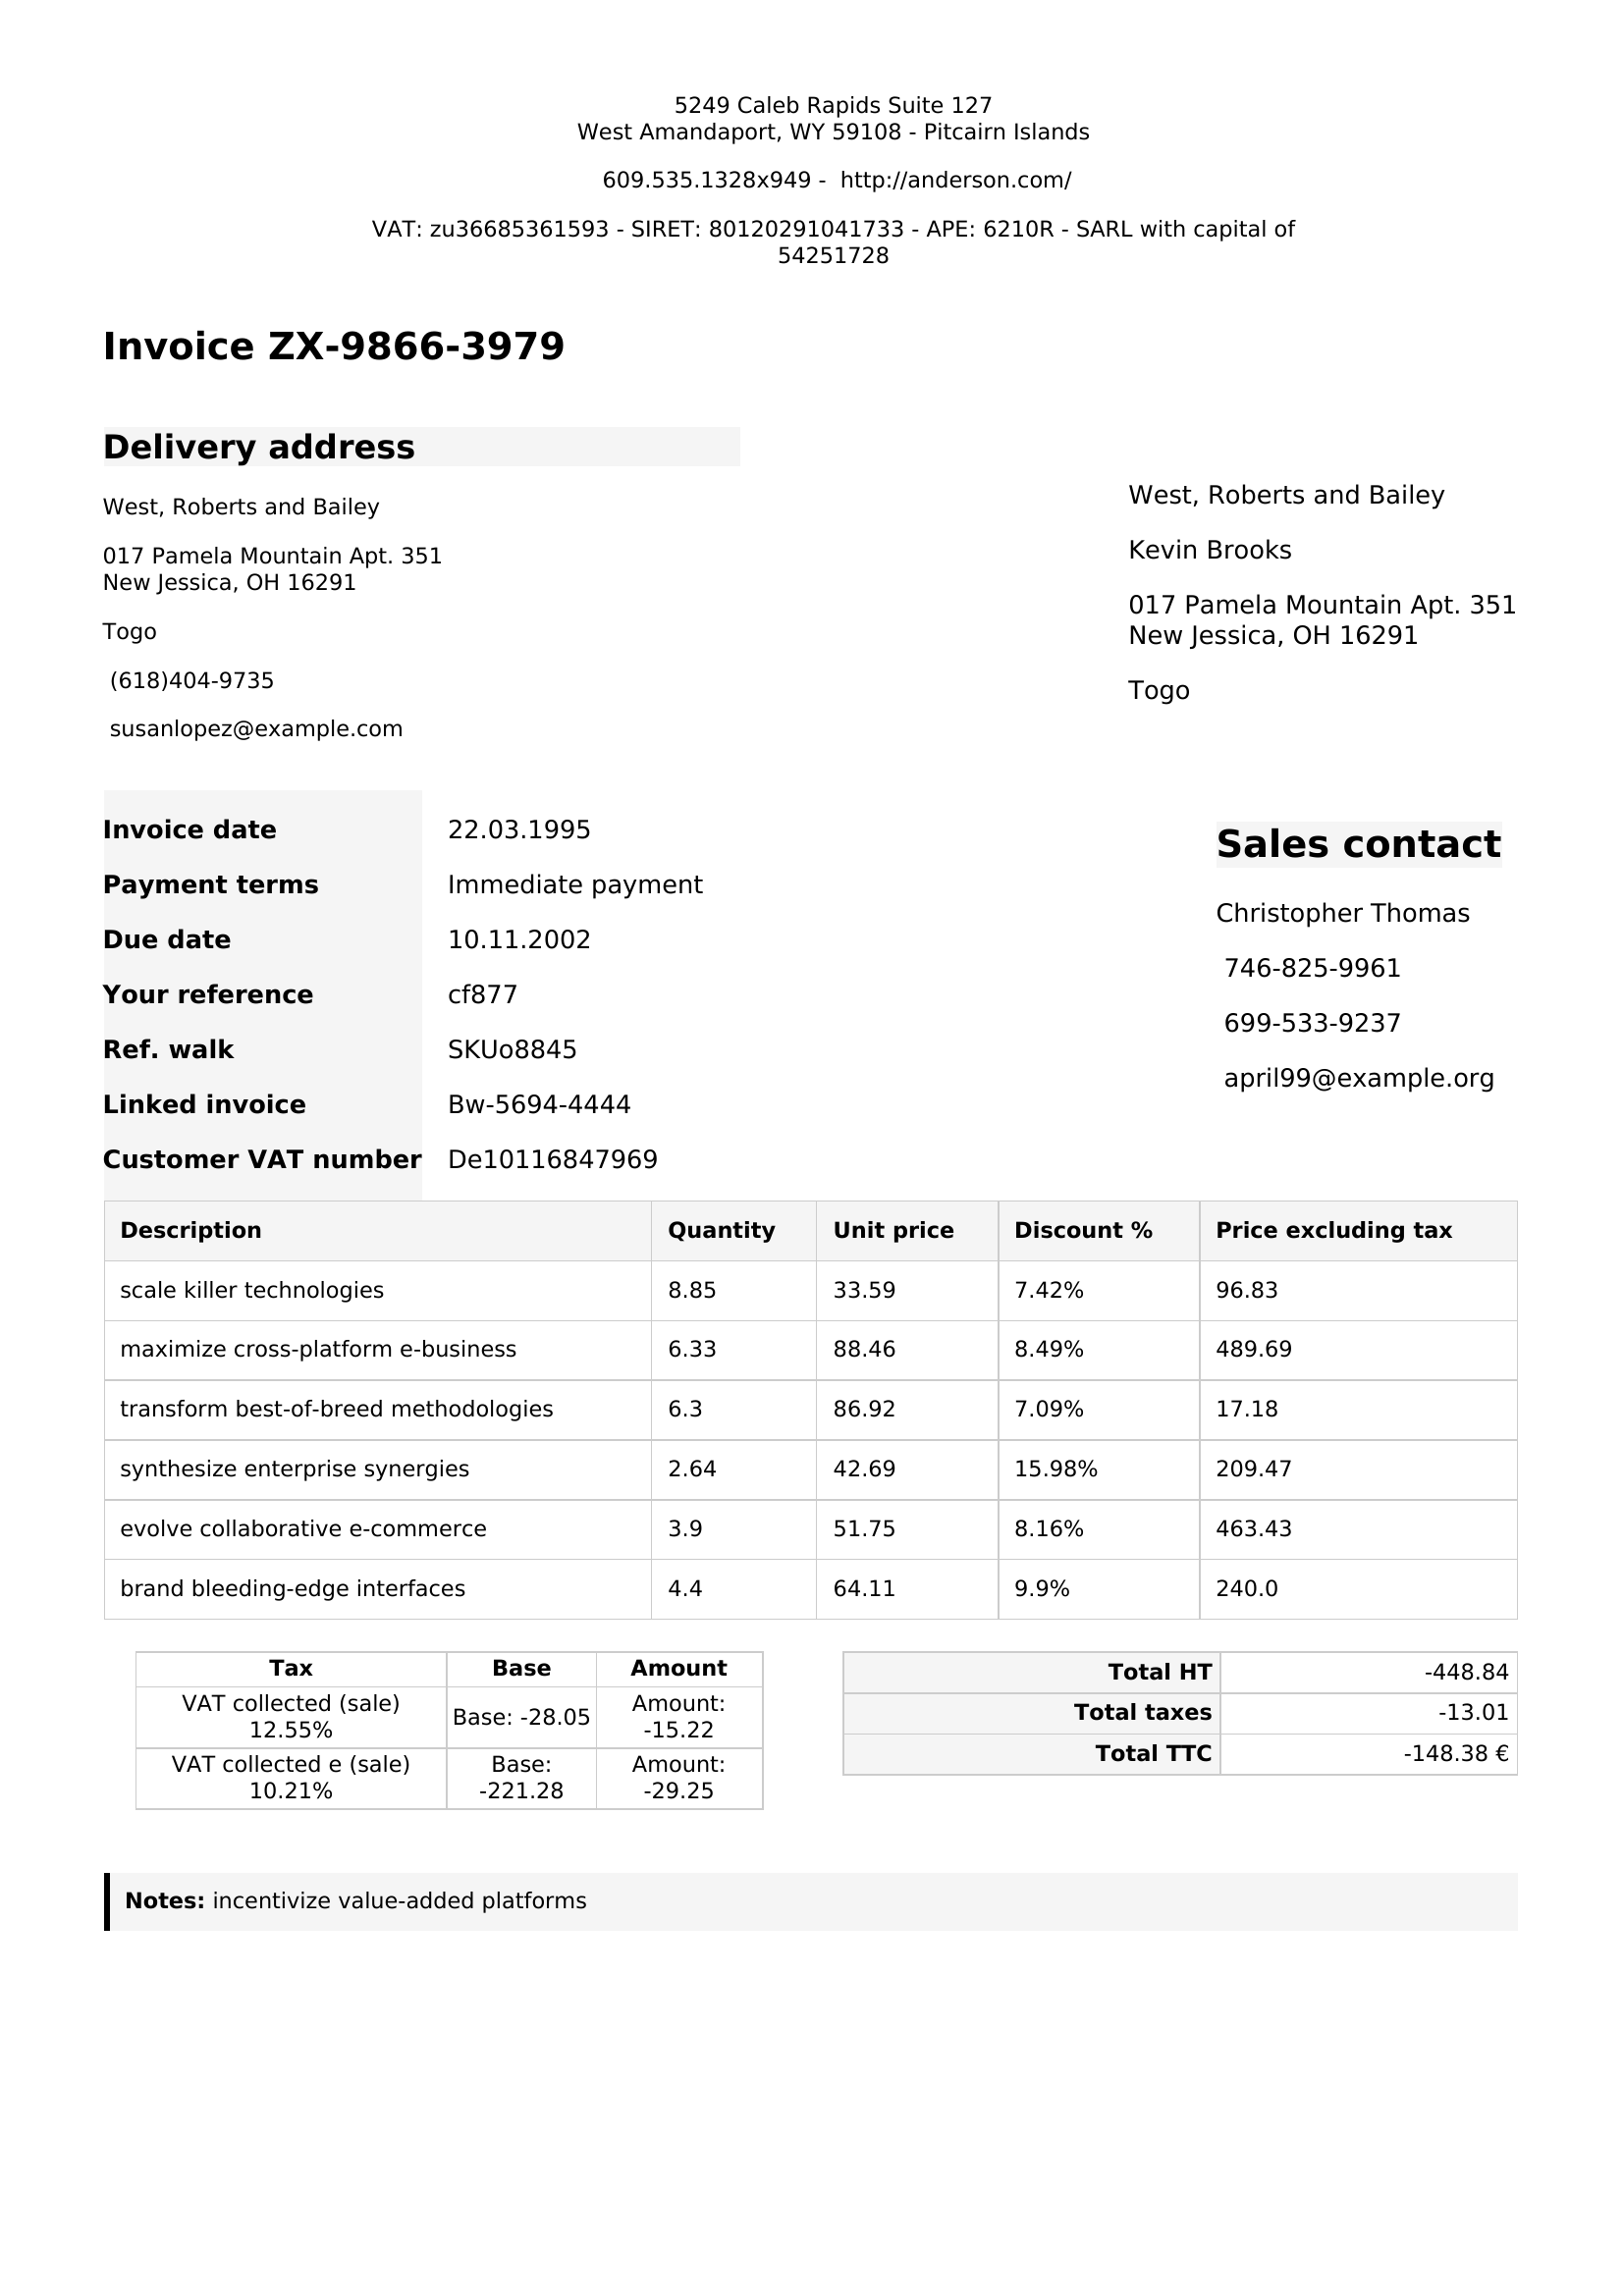 5249 Caleb Rapids Suite 127
West Amandaport, WY 59108 - Pitcairn Islands
609.535.1328x949 - http://anderson.com/
VAT: zu36685361593 - SIRET: 80120291041733 - APE: 6210R - SARL with capital of
54251728
Invoice ZX-9866-3979
Delivery address
West, Roberts and Bailey
017 Pamela Mountain Apt. 351
New Jessica, OH 16291
Togo
(618)404-9735
susanlopez@example.com
West, Roberts and Bailey
Kevin Brooks
017 Pamela Mountain Apt. 351
New Jessica, OH 16291
Togo
Invoice date 22.03.1995
Payment terms Immediate payment
Due date 10.11.2002
Your reference cf877
Ref. walk SKUo8845
Linked invoice Bw-5694-4444
Customer VAT number De10116847969
Sales contact
Christopher Thomas
746-825-9961
699-533-9237
april99@example.org
Description Quantity Unit price Discount % Price excluding tax
scale killer technologies 8.85 33.59 7.42% 96.83
maximize cross-platform e-business 6.33 88.46 8.49% 489.69
transform best-of-breed methodologies 6.3 86.92 7.09% 17.18
synthesize enterprise synergies 2.64 42.69 15.98% 209.47
evolve collaborative e-commerce 3.9 51.75 8.16% 463.43
brand bleeding-edge interfaces 4.4 64.11 9.9% 240.0
Tax Base Amount
VAT collected (sale)
12.55%
Base: -28.05
Amount:
-15.22
VAT collected e (sale)
10.21%
Base:
-221.28
Amount:
-29.25
Total HT -448.84
Total taxes -13.01
Total TTC -148.38 €
Notes: incentivize value-added platforms